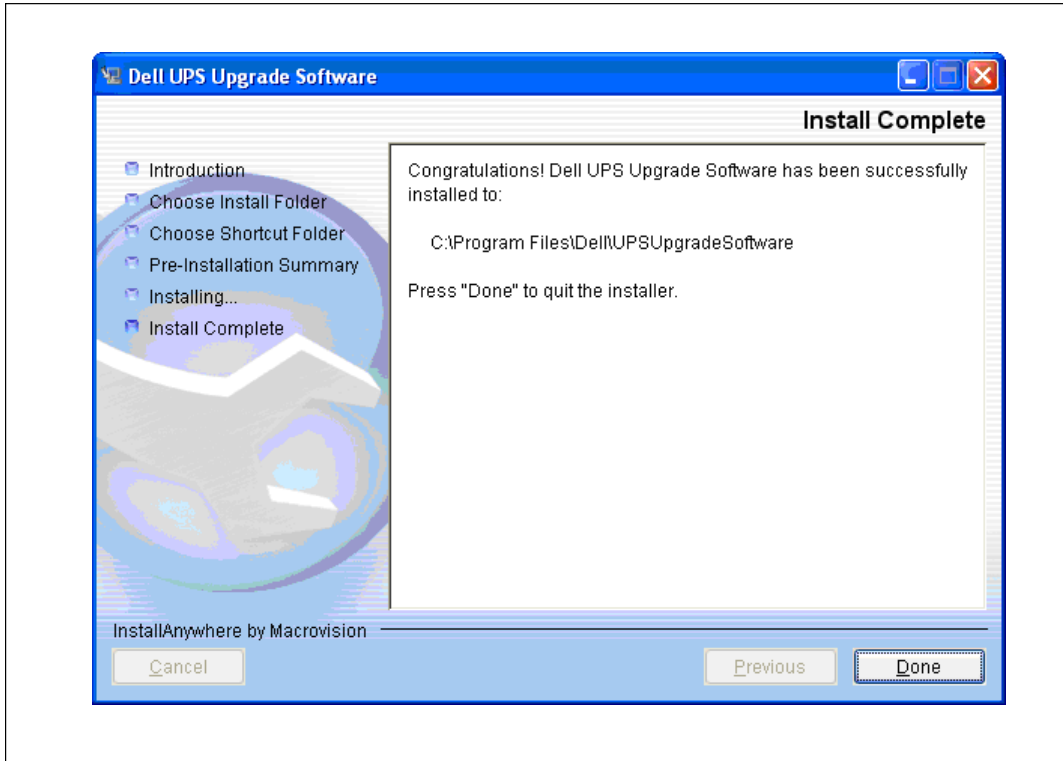 Dell UPS Upgrade Software
Install Complete
Introduction
Choose Install Folder
Choose Shortcut Folder
Pre-Installation Summary
Installing...
Install Complete
Congratulations! Dell UPS Upgrade Software has been successfully
installed to:
C:\Program Files\Dell\UPSUpgradeSoftware
Press "Done" to quit the installer.
InstallAnywhere by Macrovision
Cancel
Previous
Done